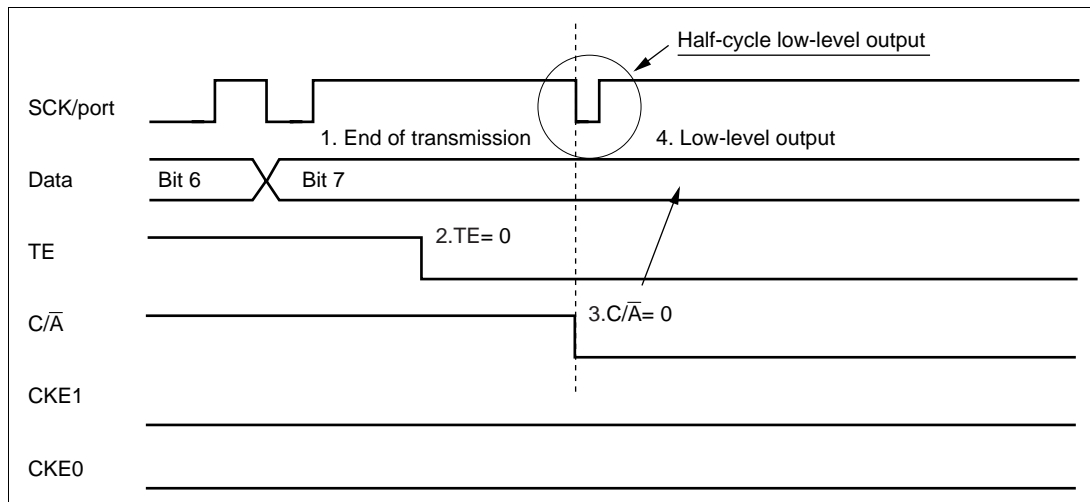 Half-cycle low-level output
SCK/port
1. End of transmission
4. Low-level output
Data
Bit 6
Bit 7
TE
2.TE= 0
C/A̅
3.C/A̅= 0
CKE1
CKE0